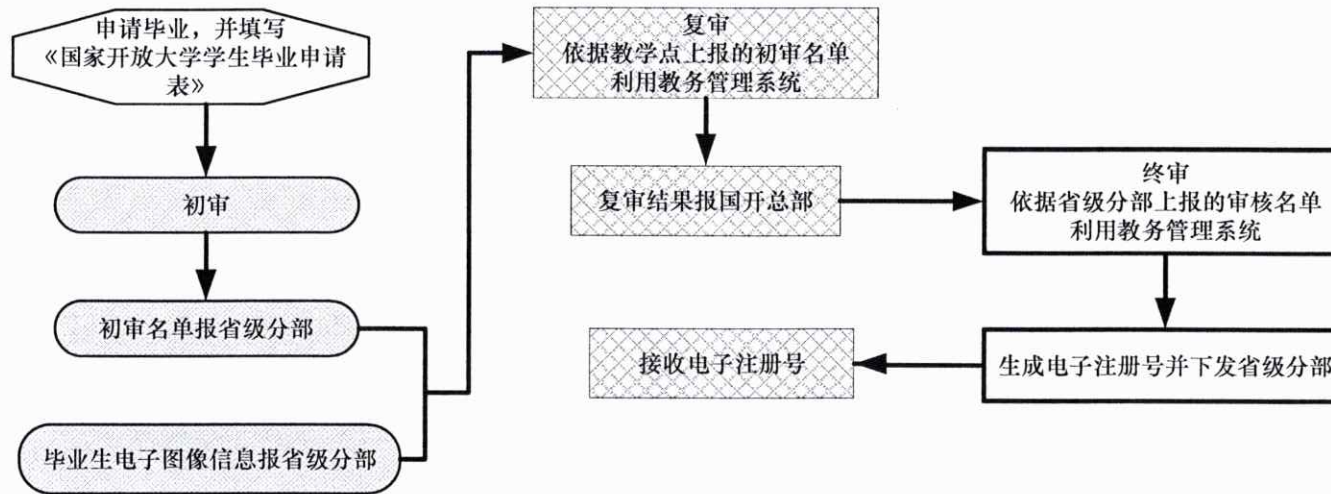 申请毕业，并填写
《国家开放大学学生毕业申请
表》
初审
初审名单报省级分部
毕业生电子图像信息报省级分部
复审
依据教学点上报的初审名单
利用教务管理系统
复审结果报国开总部
终审
依据省级分部上报的审核名单
利用教务管理系统
生成电子注册号并下发省级分部
接收电子注册号